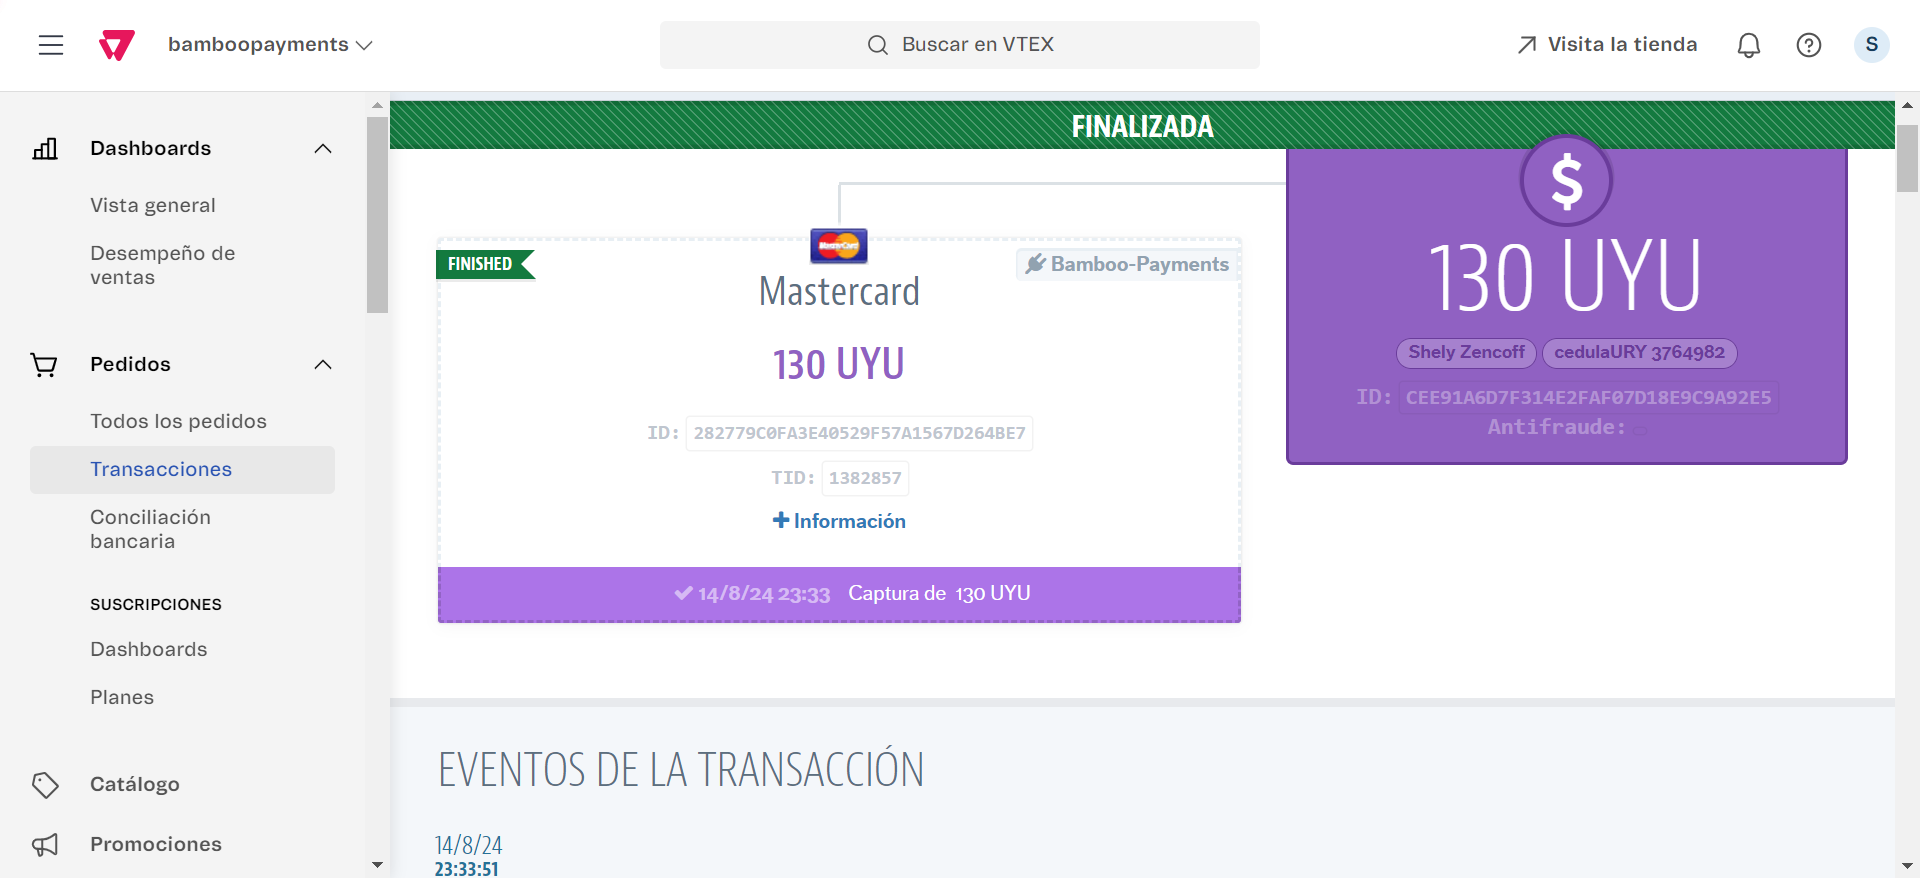 bamboopayments
Buscar en VTEX
Visita la tienda
S
Dashboards
Vista general
Desempeño de
ventas
Pedidos
Todos los pedidos
Transacciones
Conciliación
bancaria
SUSCRIPCIONES
Dashboards
Planes
Catálogo
Promociones
FINALIZADA
FINISHED
MasterCard
Bamboo-Payments
Mastercard
130 UYU
ID: 282779C0FA3E40529F57A1567D264BE7
TID: 1382857
Información
14/8/24 23:33 Captura de 130 UYU
$
130 UYU
Shely Zencoff cedulaURY 3764982
ID: CEE91A6D7F314E2FAF07D18E9C9A92E5
Antifraude:
EVENTOS DE LA TRANSACCIÓN
14/8/24
23:33:51